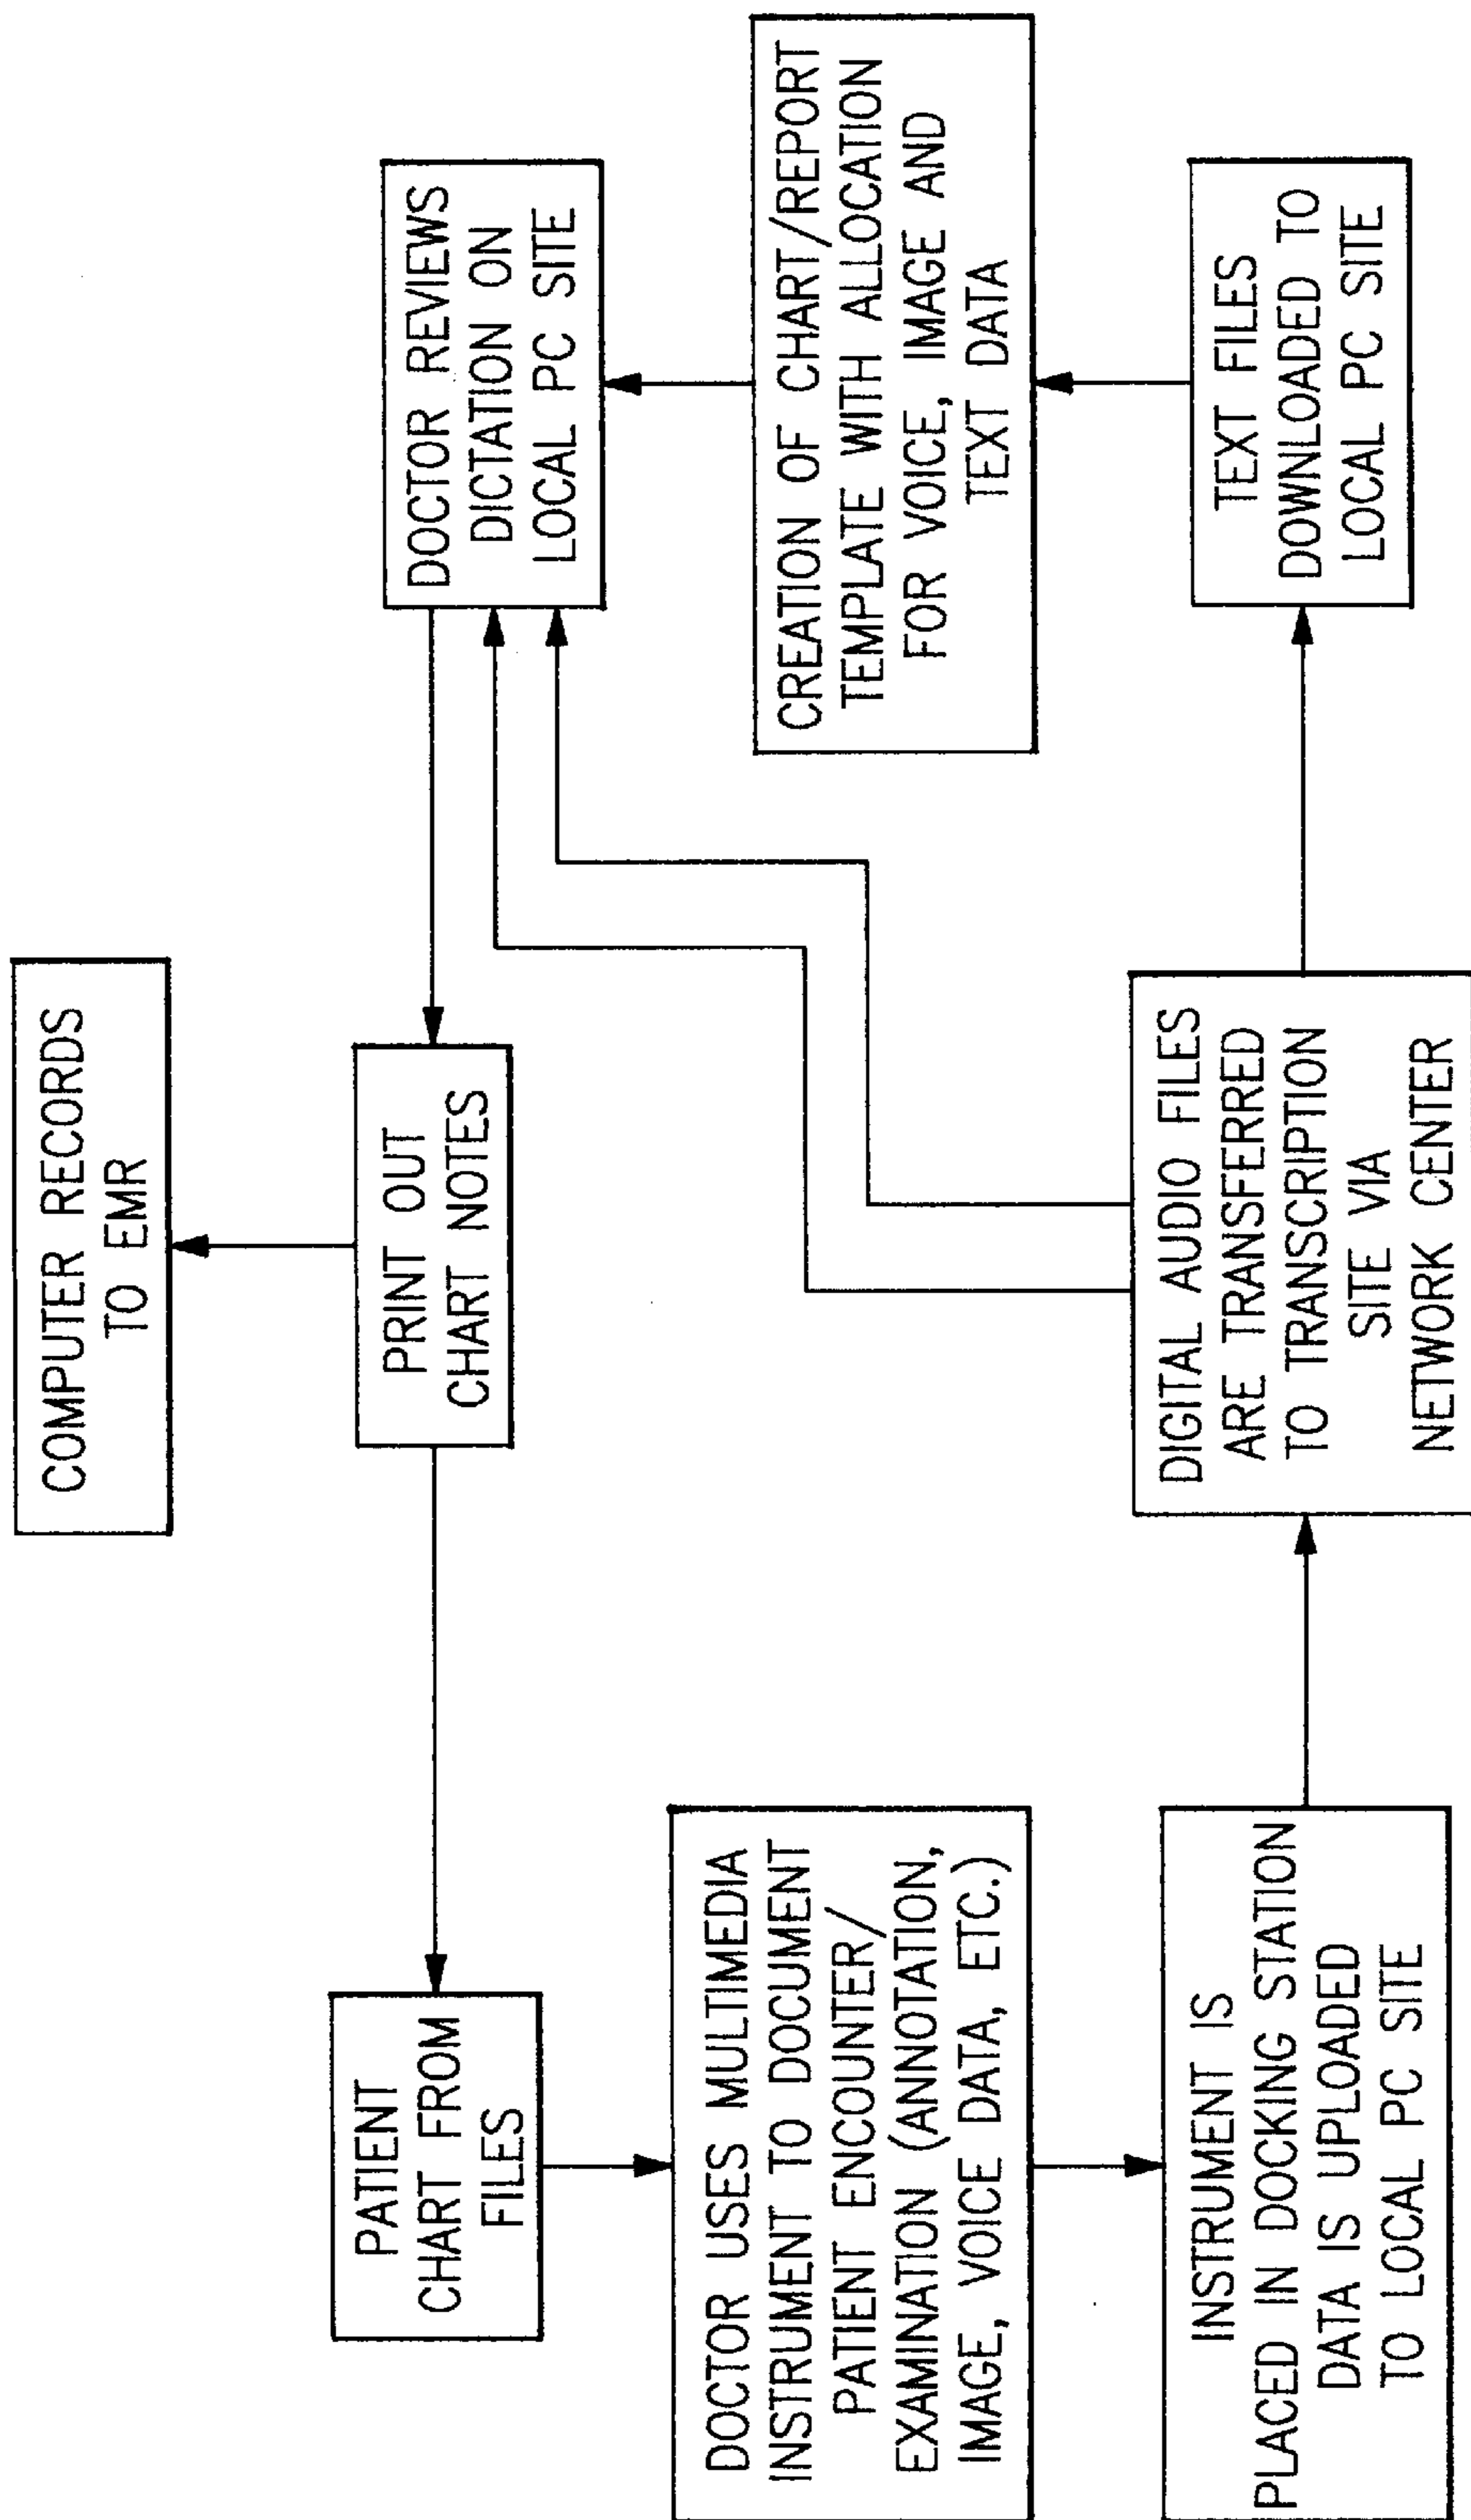 COMPUTER RECORDS
TO EMR
PATIENT
CHART FROM
FILES
PRINT OUT
CHART NOTES
DOCTOR REVIEWS
DICTATION ON
LOCAL PC SITE
DOCTOR USES MULTIMEDIA
INSTRUMENT TO DOCUMENT
PATIENT ENCOUNTER/
EXAMINATION (ANNOTATION,
IMAGE, VOICE DATA, ETC.)
CREATION OF CHART/REPORT
TEMPLATE WITH ALLOCATION
FOR VOICE, IMAGE AND
TEXT DATA
INSTRUMENT IS
PLACED IN DOCKING STATION
DATA IS UPLOADED
TO LOCAL PC SITE
DIGITAL AUDIO FILES
ARE TRANSFERRED
TO TRANSCRIPTION
SITE VIA
NETWORK CENTER
TEXT FILES
DOWNLOADED TO
LOCAL PC SITE